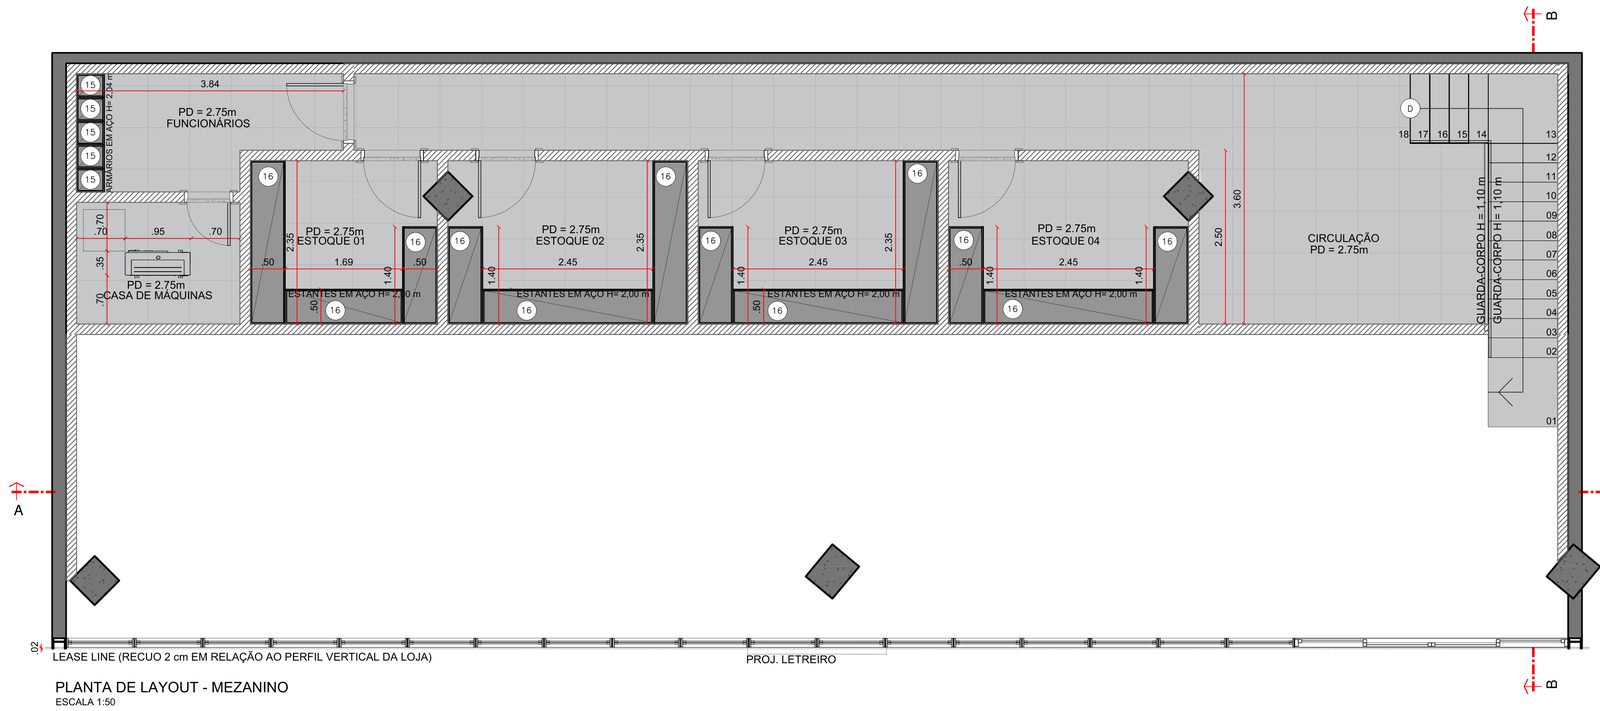 B
15
15
15
15
15
ARMÁRIOS EM AÇO H= 2,04 m
3.84
PD = 2.75m
FUNCIONÁRIOS
.70
.70
.95
.70
.35
.70
PD = 2.75m
CASA DE MÁQUINAS
16
2.35
PD = 2.75m
ESTOQUE 01
16
.50
1.69
.50
1.40
ESTANTES EM AÇO H= 2,00 m
.50
16
16
PD = 2.75m
ESTOQUE 02
2.35
16
2.45
1.40
ESTANTES EM AÇO H= 2,00 m
16
16
PD = 2.75m
ESTOQUE 03
2.35
16
2.45
1.40
ESTANTES EM AÇO H= 2,00 m
.50
16
PD = 2.75m
ESTOQUE 04
16
16
.50
2.45
1.40
1.40
ESTANTES EM AÇO H= 2,00 m
16
3.60
2.50
CIRCULAÇÃO
PD = 2.75m
D
18
17
16
15
14
13
12
11
10
09
08
07
06
05
04
03
02
01
GUARDA-CORPO H = 1,10 m
GUARDA-CORPO H = 1,10 m
A
.02
LEASE LINE (RECUO 2 cm EM RELAÇÃO AO PERFIL VERTICAL DA LOJA)
PROJ. LETREIRO
B
PLANTA DE LAYOUT - MEZANINO
ESCALA 1:50